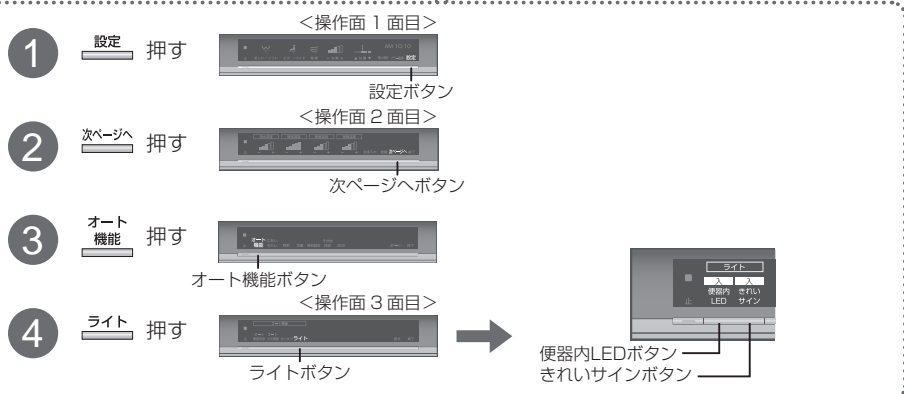 <操作面1面目>
1 設定 押す
AM 10:10
設定
設定ボタン
<操作面2面目>
2 次ページへ 押す
次ページへ
次ページへボタン
3 オート機能 押す
オート機能
オート機能ボタン
<操作面3面目>
4 ライト 押す
ライト
ライトボタン
ライト
入 入
便器内 きれい
止 LED サイン
便器内LEDボタン
きれいサインボタン